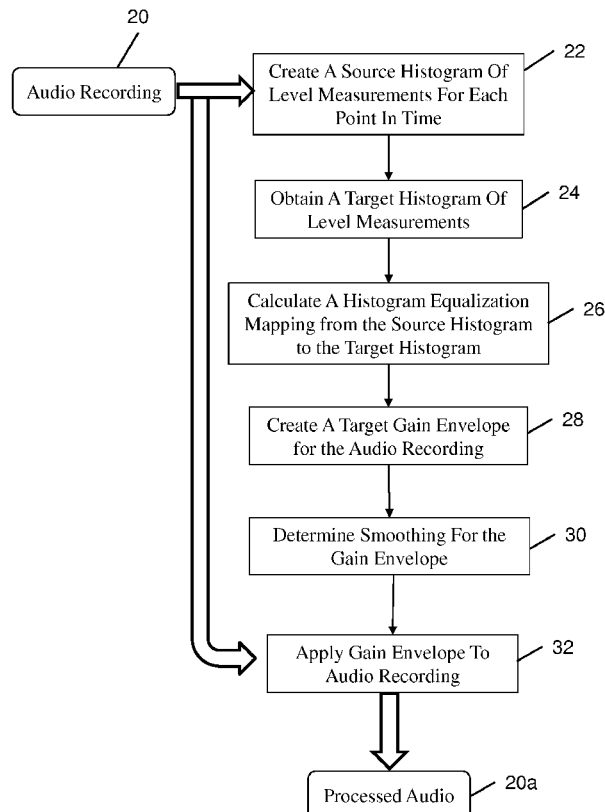 20
Audio Recording
22
Create A Source Histogram Of
Level Measurements For Each
Point In Time
24
Obtain A Target Histogram Of
Level Measurements
26
Calculate A Histogram Equalization
Mapping from the Source Histogram
to the Target Histogram
28
Create A Target Gain Envelope
for the Audio Recording
30
Determine Smoothing For the
Gain Envelope
32
Apply Gain Envelope To
Audio Recording
20a
Processed Audio